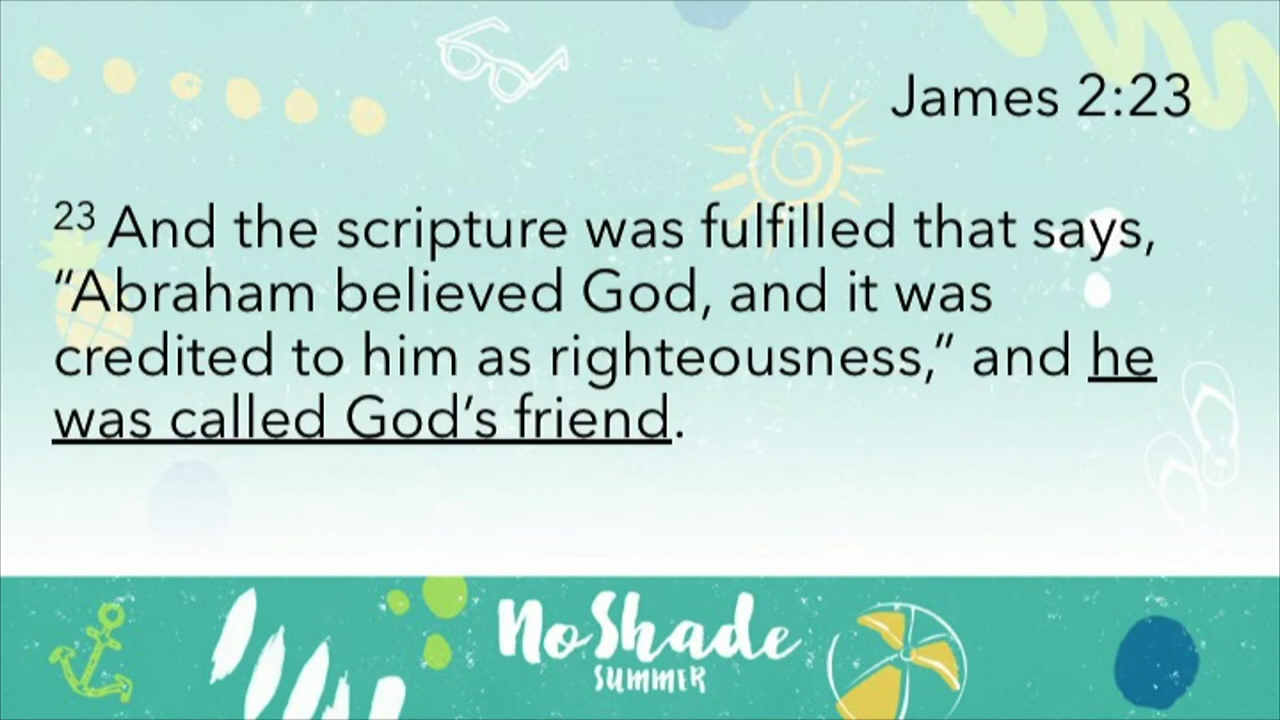 James 2:23
23 And the scripture was fulfilled that says,
“Abraham believed God, and it was
credited to him as righteousness,” and he
was called God’s friend.
NoShade
SUMMER